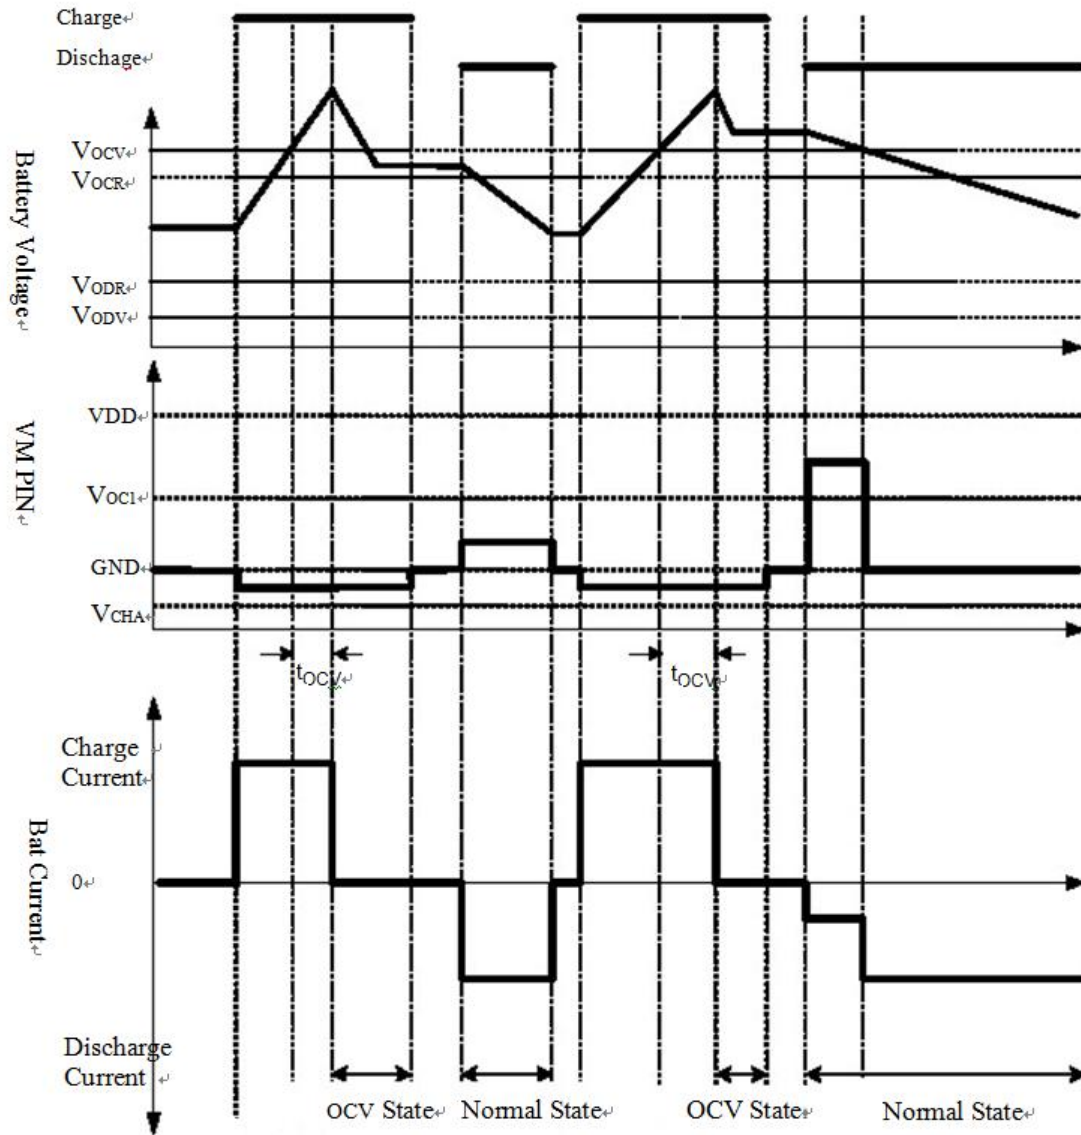 Charge
Dischage
Battery Voltage
VOCV
VOCR
VODR
VODV
VM PIN
VDD
VOC1
GND
VCHA
tOCV tOCV
Bat Current
Charge
Current
0
Discharge
Current
OCV State Normal State OCV State Normal State